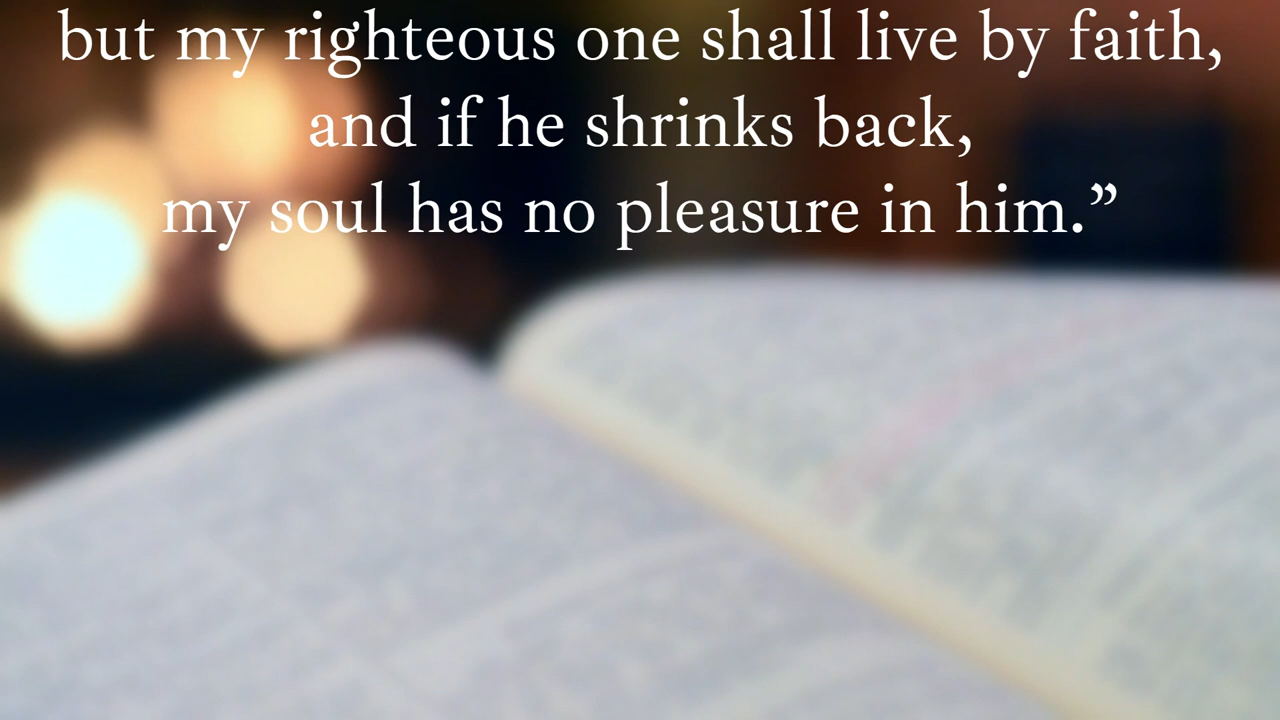 but my righteous one shall live by faith,
and if he shrinks back,
my soul has no pleasure in him.”